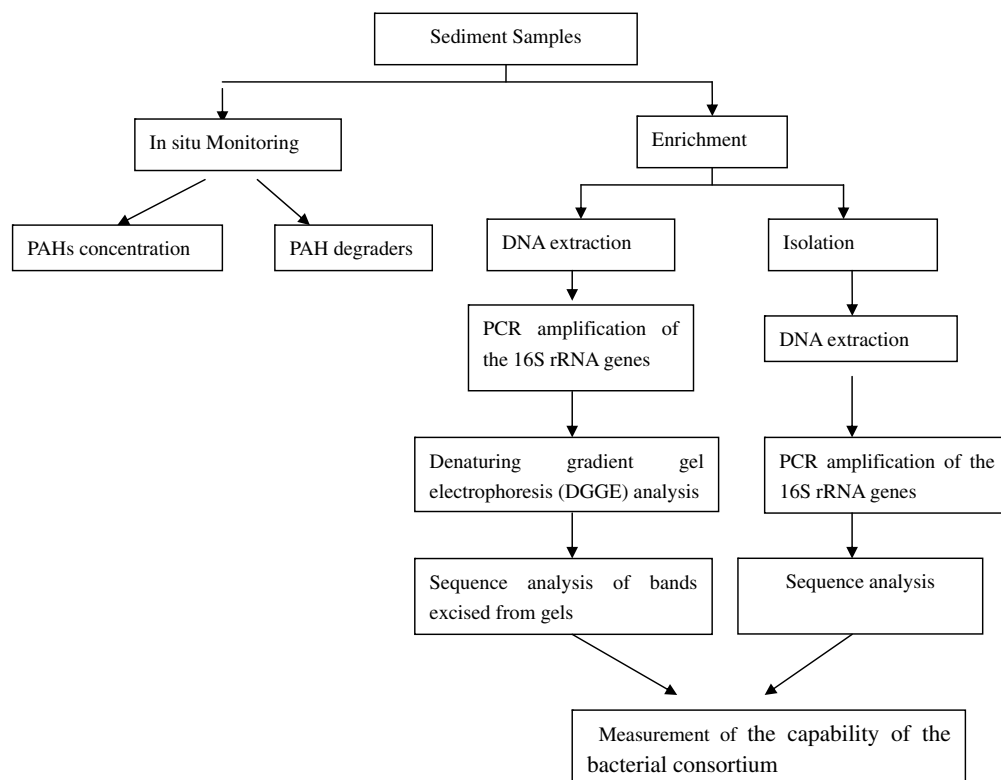 Sediment Samples
In situ Monitoring
Enrichment
PAHs concentration
PAH degraders
DNA extraction
Isolation
PCR amplification of
the 16S rRNA genes
DNA extraction
Denaturing gradient gel
electrophoresis (DGGE) analysis
PCR amplification of the
16S rRNA genes
Sequence analysis of bands
excised from gels
Sequence analysis
Measurement of the capability of the
bacterial consortium